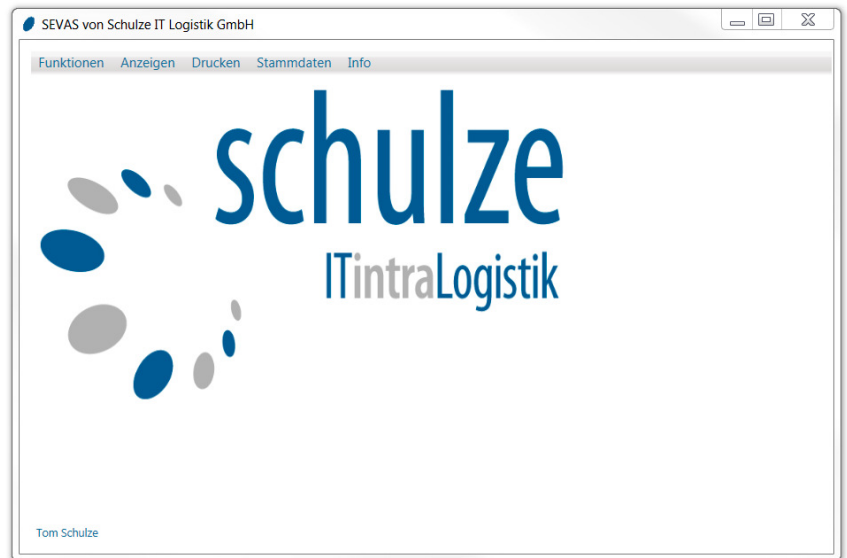 SEVAS von Schulze IT Logistik GmbH
Funktionen Anzeigen Drucken Stammdaten Info
schulze
ITintraLogistik
Tom Schulze